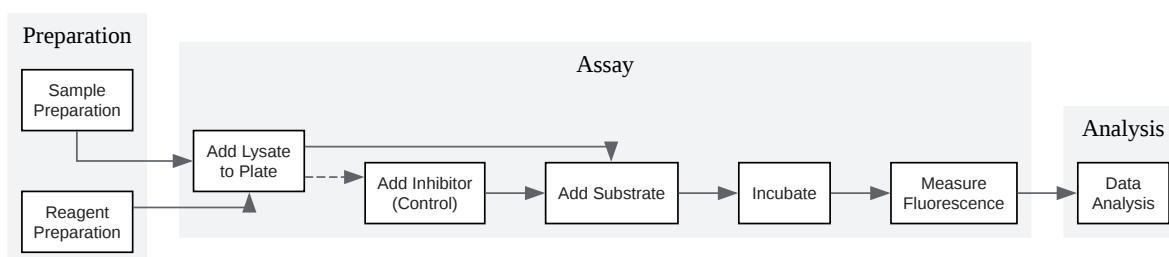 Preparation
Sample
Preparation
Reagent
Preparation
Assay
Add Lysate
to Plate
Add Inhibitor
(Control)
Add Substrate
Incubate
Measure
Fluorescence
Analysis
Data
Analysis